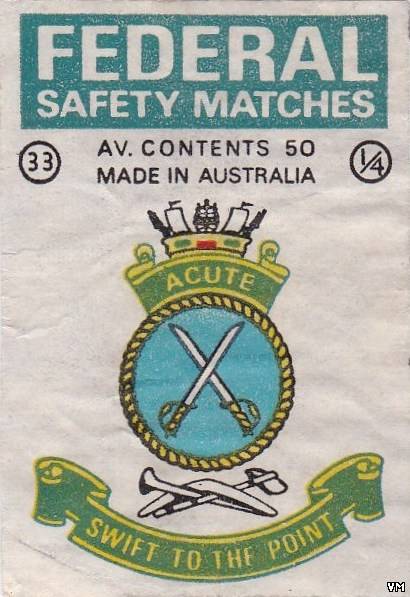 FEDERAL
SAFETY MATCHES
33 AV. CONTENTS 50 1/4
MADE IN AUSTRALIA
ACUTE
SWIFT TO THE POINT
VM